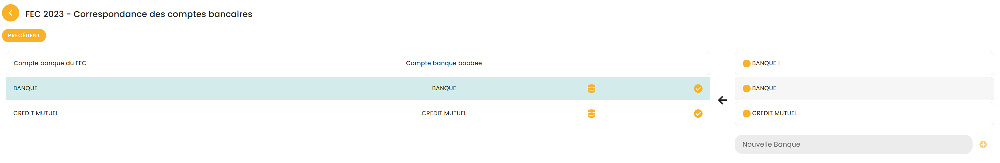 FEC 2023 - Correspondance des comptes bancaires
PRÉCÉDENT
Compte banque du FEC Compte banque bobbee
BANQUE BANQUE
CREDIT MUTUEL CREDIT MUTUEL
BANQUE 1
BANQUE
CREDIT MUTUEL
Nouvelle Banque